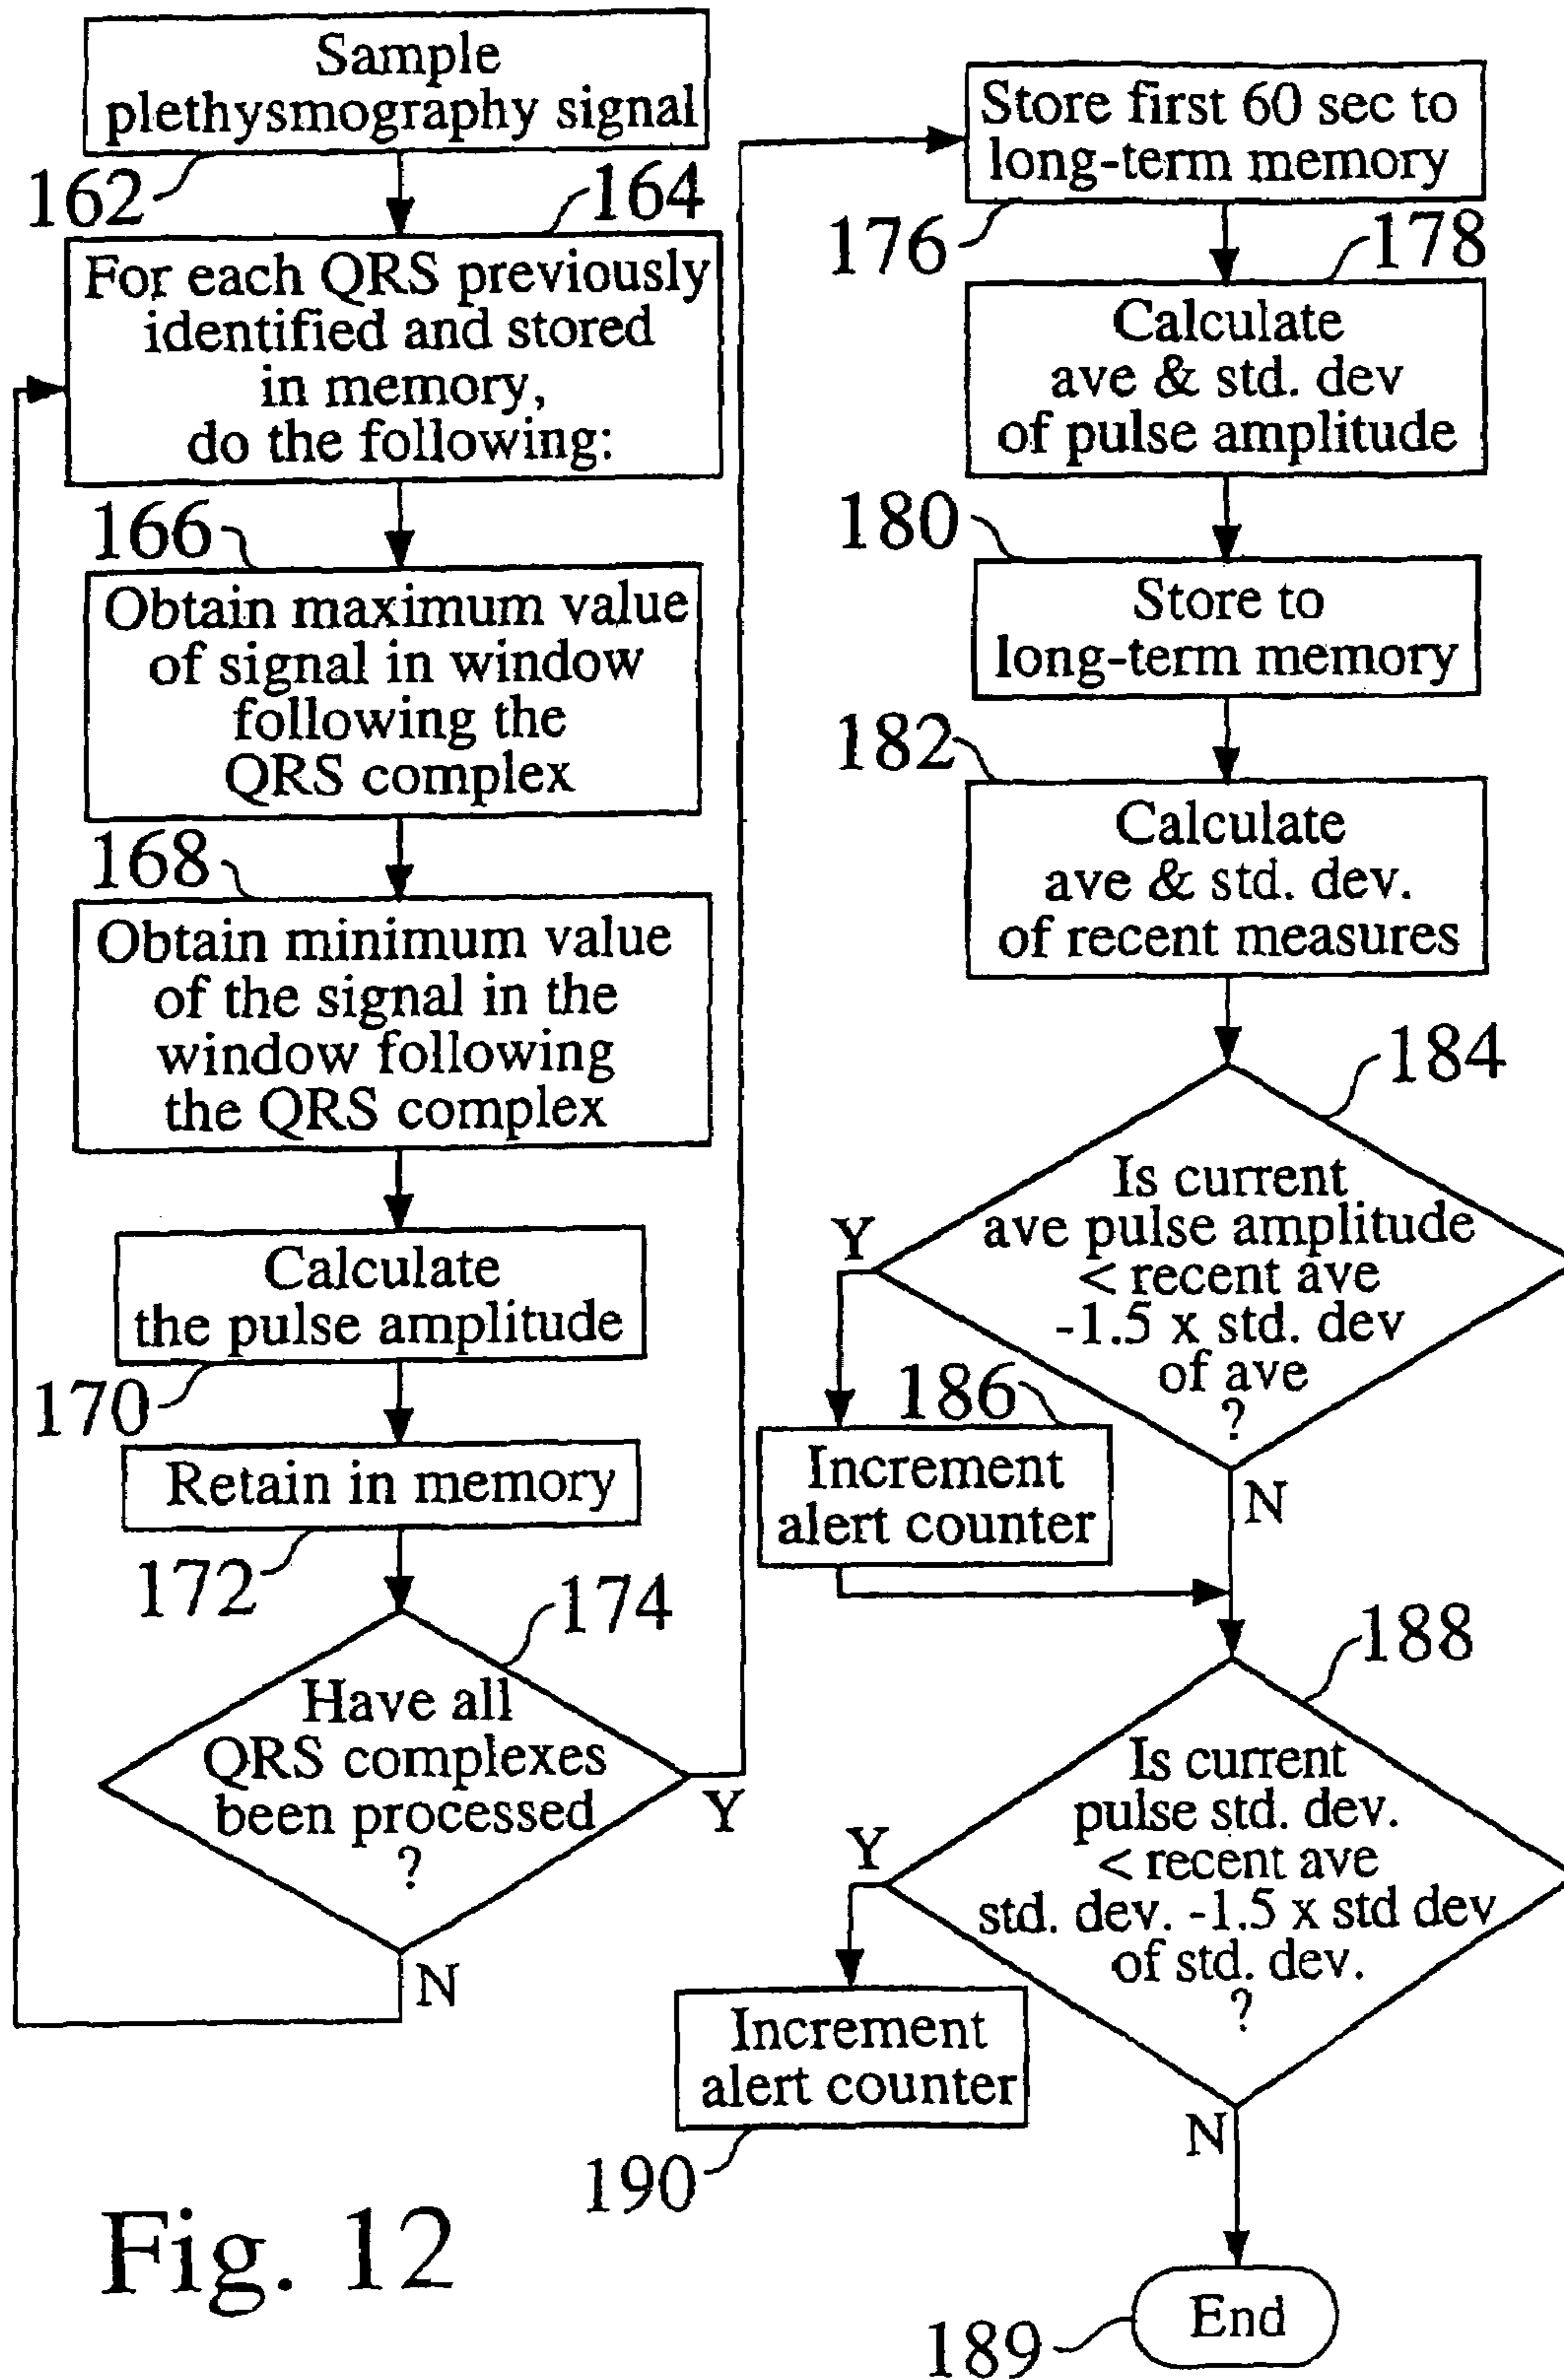 Sample
plethysmography signal
162
164
For each QRS previously
identified and stored
in memory,
do the following:
166
Obtain maximum value
of signal in window
following the
QRS complex
168
Obtain minimum value
of the signal in the
window following
the QRS complex
Calculate
the pulse amplitude
170
Retain in memory
172
174
Have all
QRS complexes
been processed
?
Y
N
Store first 60 sec to
long-term memory
176
178
Calculate
ave & std. dev
of pulse amplitude
180
Store to
long-term memory
182
Calculate
ave & std. dev.
of recent measures
184
Is current
ave pulse amplitude
< recent ave
-1.5 x std. dev
of ave
?
Y
186
Increment
alert counter
N
188
Is current
pulse std. dev.
< recent ave
std. dev. -1.5 x std dev
of std. dev.
?
Y
Increment
alert counter
190
N
End
189
Fig. 12